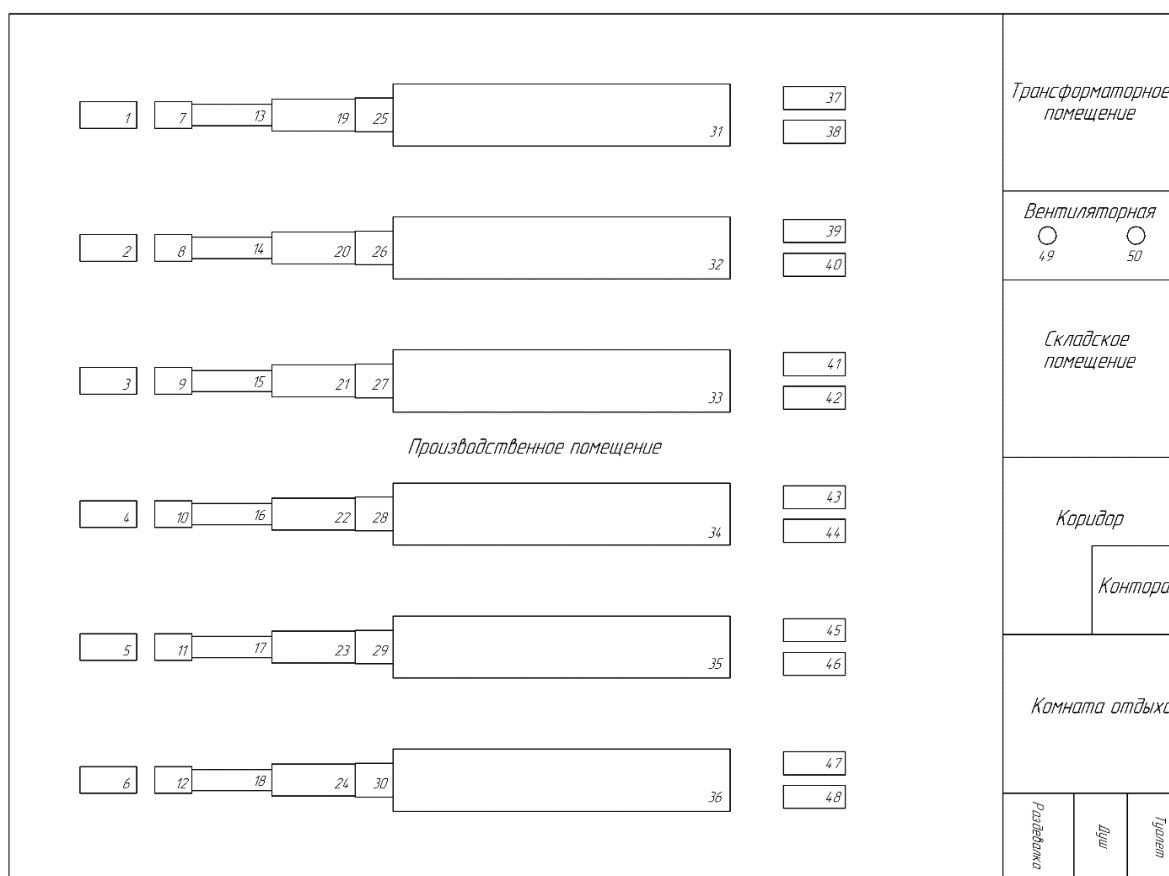 Трансформаторное
помещение
37
1 7 13 19 25 31 38
Вентиляторная
49 50
39
2 8 14 20 26 32 40
Складское
помещение
41
3 9 15 21 27 33 42
Производственное помещение
43
4 10 16 22 28 34 44
Коридор
Контора
45
5 11 17 23 29 35 46
Комната отдыха
47
6 12 18 24 30 36 48
Раздевалка
Душ
Туалет